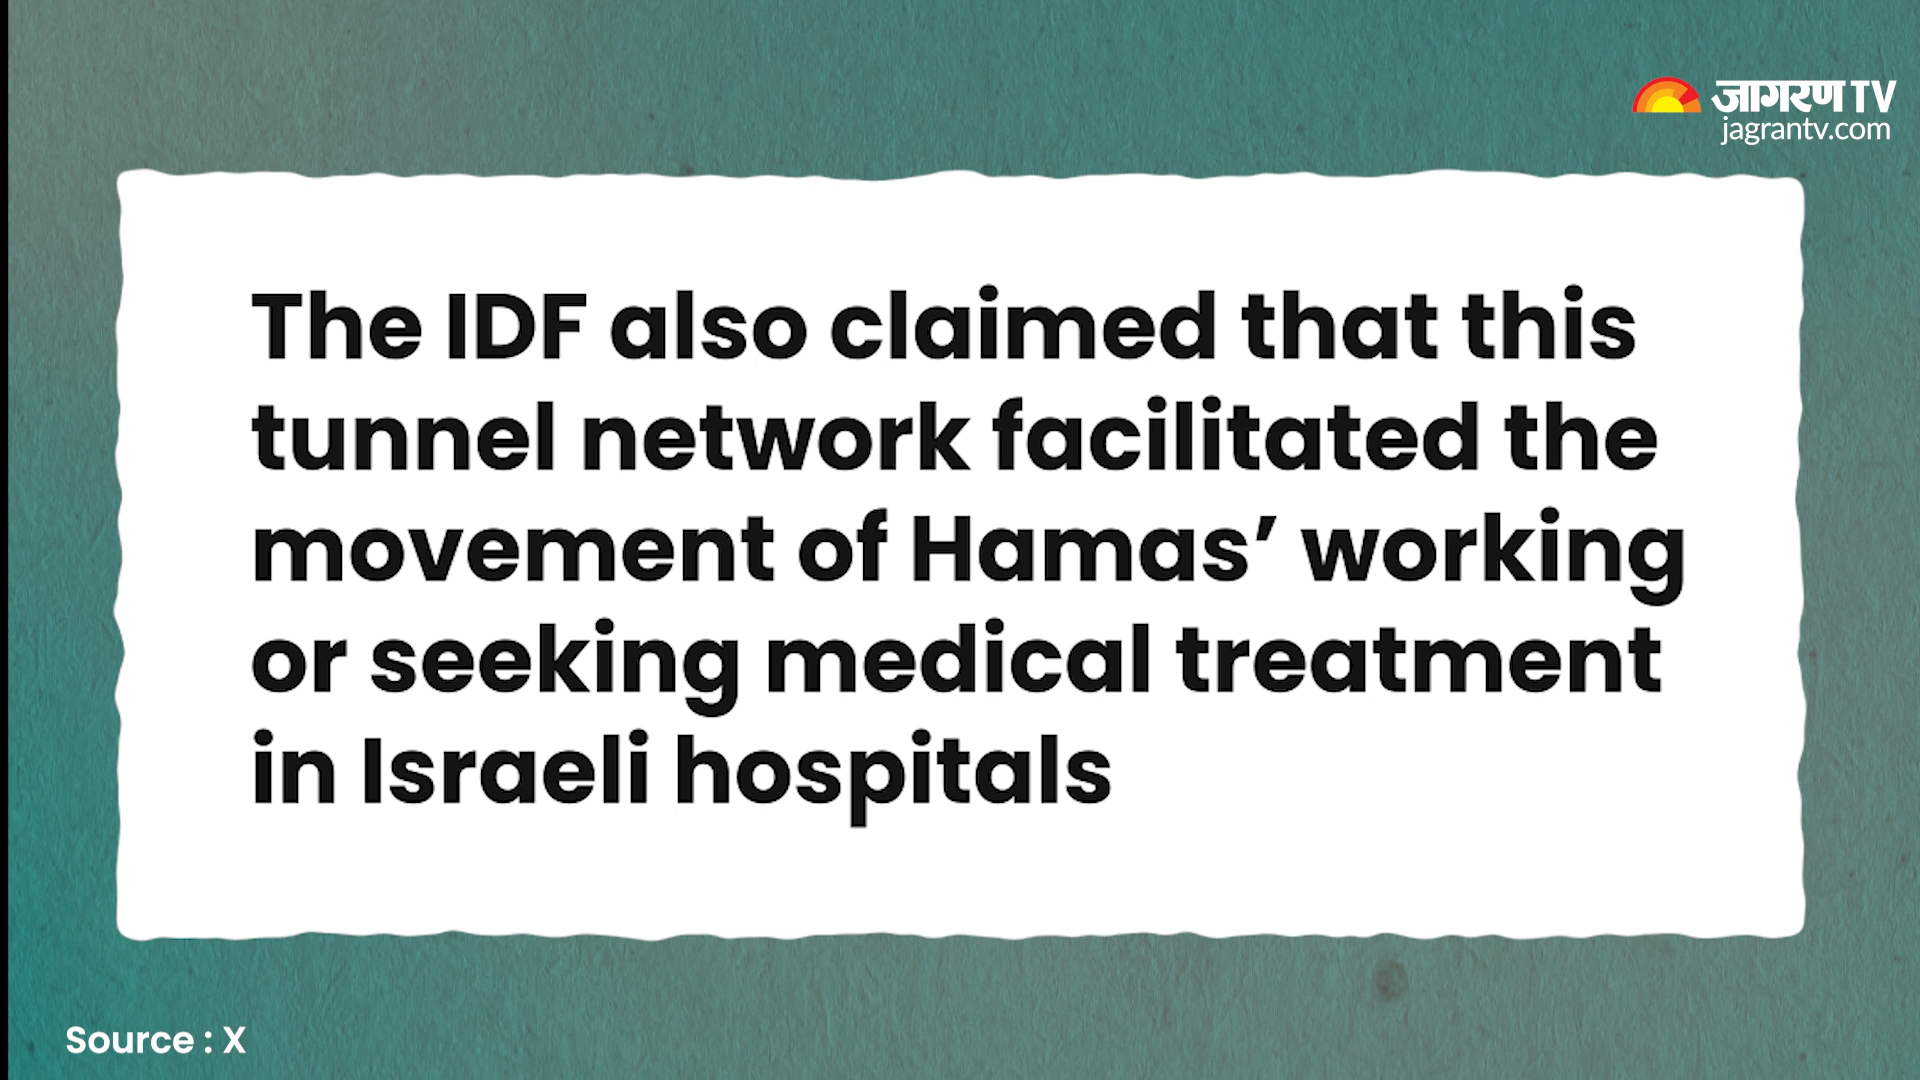 जागरण TV
jagrantv.com
The IDF also claimed that this
tunnel network facilitated the
movement of Hamas’ working
or seeking medical treatment
in Israeli hospitals
Source : X